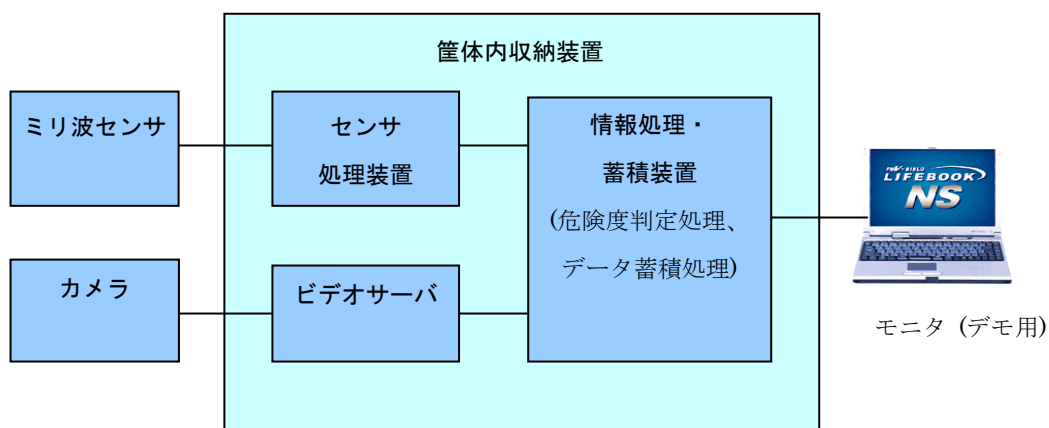 筐体内収納装置
ミリ波センサ
センサ
処理装置
情報処理・
蓄積装置
(危険度判定処理、
データ蓄積処理)
カメラ
ビデオサーバ
FMV-BIBLO
LIFEBOOK
NS
モニタ (デモ用)